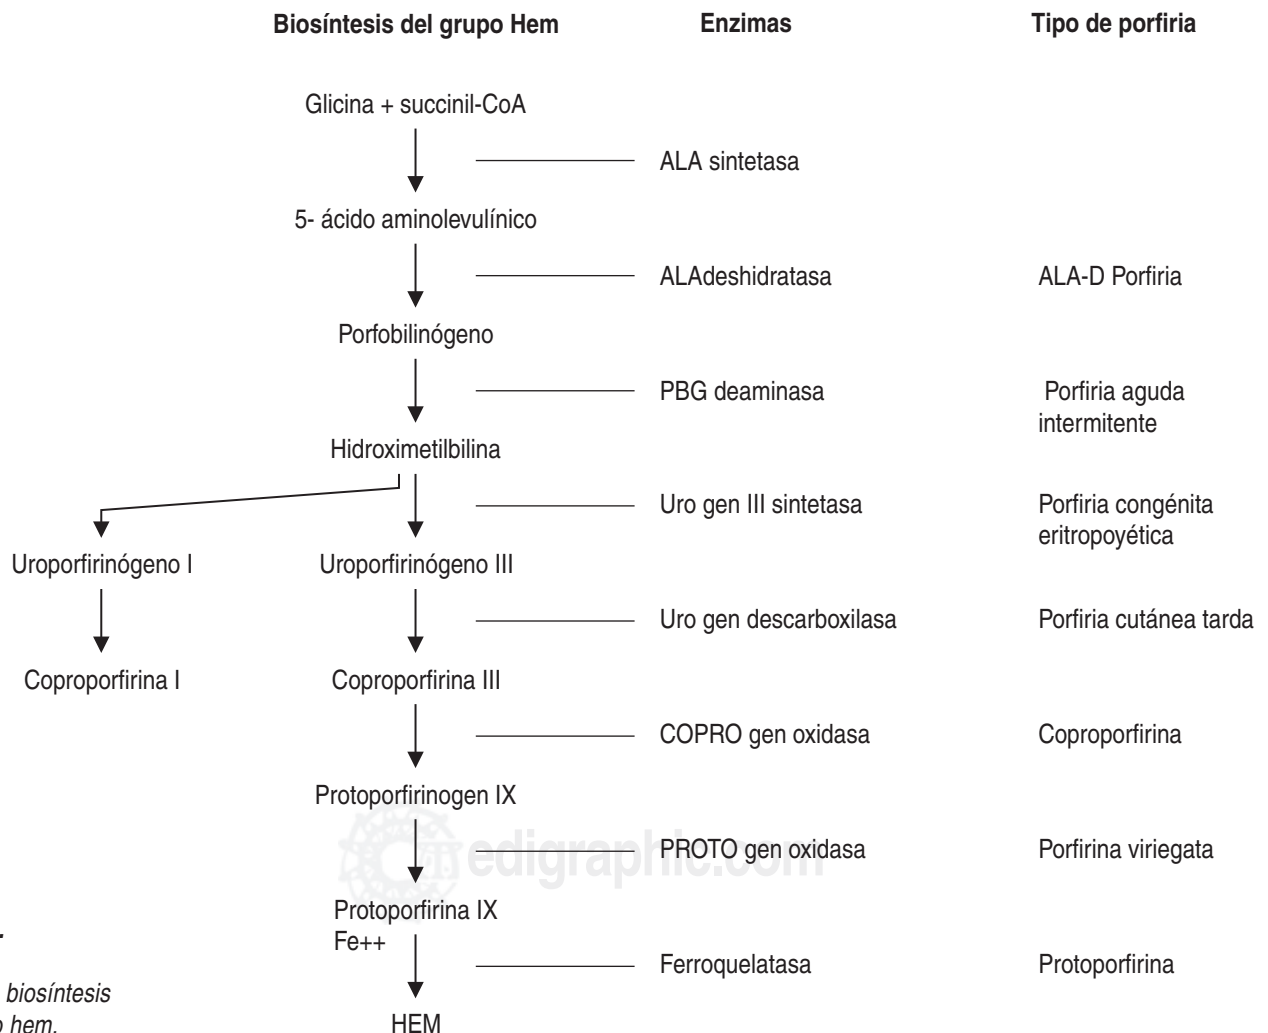 Biosíntesis del grupo Hem
Enzimas
Tipo de porfiria
Glicina + succinil-CoA
ALA sintetasa
5- ácido aminolevulínico
ALAdeshidratasa
ALA-D Porfiria
Porfobilinógeno
PBG deaminasa
Porfiria aguda
intermitente
Hidroximetilbilina
Uro gen III sintetasa
Porfiria congénita
eritropoyética
Uroporfirinógeno I
Uroporfirinógeno III
Uro gen descarboxilasa
Porfiria cutánea tarda
Coproporfirina I
Coproporfirina III
COPRO gen oxidasa
Coproporfirina
Protoporfirinogen IX
edigraphic.com
PROTO gen oxidasa
Porfirina viriegata
Protoporfirina IX
Fe++
Ferroquelatasa
Protoporfirina
biosíntesis
hem.
HEM